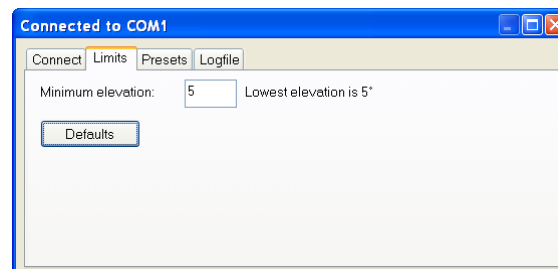 Connected to COM1
Connect Limits Presets Logfile
Minimum elevation: 5 Lowest elevation is 5°
Defaults